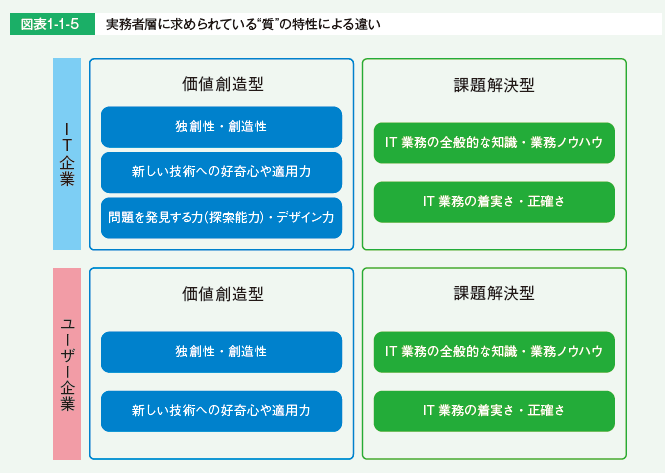 図表1-1-5 実務者層に求められている“質”の特性による違い
IT企業
価値創造型
独創性・創造性
新しい技術への好奇心や適用力
問題を発見する力(探索能力)・デザイン力
課題解決型
IT業務の全般的な知識・業務ノウハウ
IT業務の着実さ・正確さ
ユーザー企業
価値創造型
独創性・創造性
新しい技術への好奇心や適用力
課題解決型
IT業務の全般的な知識・業務ノウハウ
IT業務の着実さ・正確さ